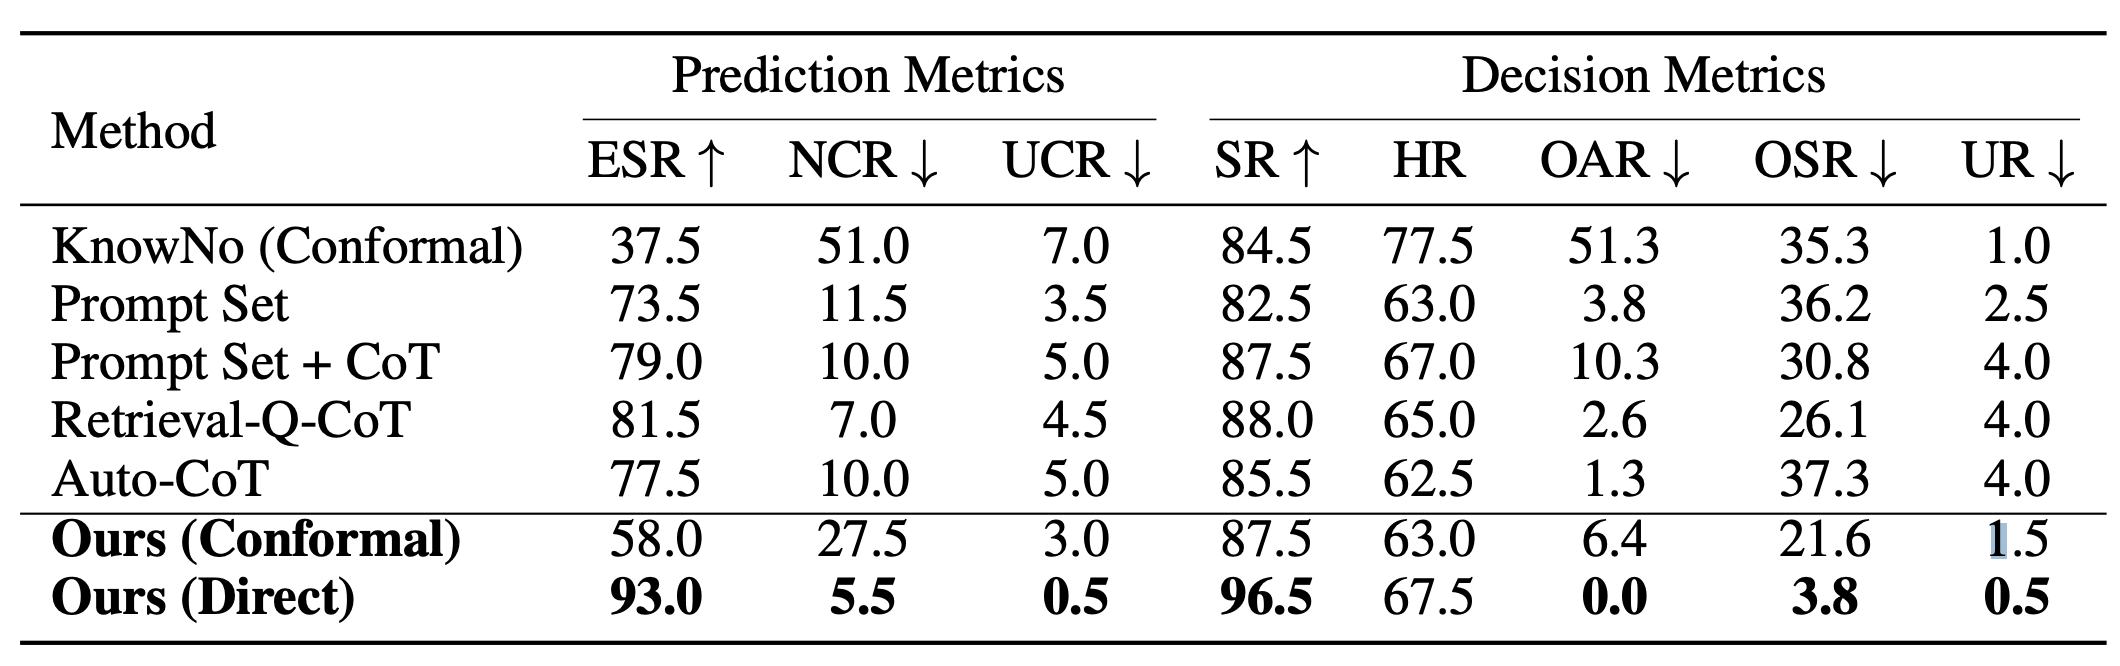 Prediction Metrics Decision Metrics
Method
ESR ↑ NCR ↓ UCR ↓ SR ↑ HR OAR ↓ OSR ↓ UR ↓
KnowNo (Conformal) 37.5 51.0 7.0 84.5 77.5 51.3 35.3 1.0
Prompt Set 73.5 11.5 3.5 82.5 63.0 3.8 36.2 2.5
Prompt Set + CoT 79.0 10.0 5.0 87.5 67.0 10.3 30.8 4.0
Retrieval-Q-CoT 81.5 7.0 4.5 88.0 65.0 2.6 26.1 4.0
Auto-CoT 77.5 10.0 5.0 85.5 62.5 1.3 37.3 4.0
Ours (Conformal) 58.0 27.5 3.0 87.5 63.0 6.4 21.6 1.5
Ours (Direct) 93.0 5.5 0.5 96.5 67.5 0.0 3.8 0.5